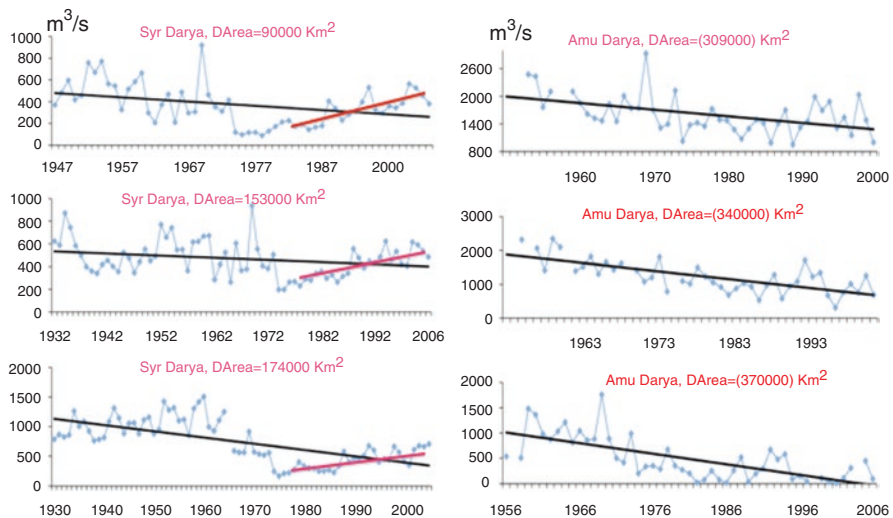 m³/s
Syr Darya, DArea=90000 Km²
1000
800
600
400
200
0
1947 1957 1967 1977 1987 2000
Syr Darya, DArea=153000 Km²
1000
800
600
400
200
0
1932 1942 1952 1962 1972 1982 1992 2006
Syr Darya, DArea=174000 Km²
2000
1500
1000
500
0
1930 1940 1950 1960 1970 1980 1990 2000
m³/s
Amu Darya, DArea=(309000) Km²
2600
2000
1400
800
1960 1970 1980 1990 2000
Amu Darya, DArea=(340000) Km²
3000
2000
1000
0
1963 1973 1983 1993
Amu Darya, DArea=(370000) Km²
2000
1500
1000
500
0
1956 1966 1976 1986 1996 2006